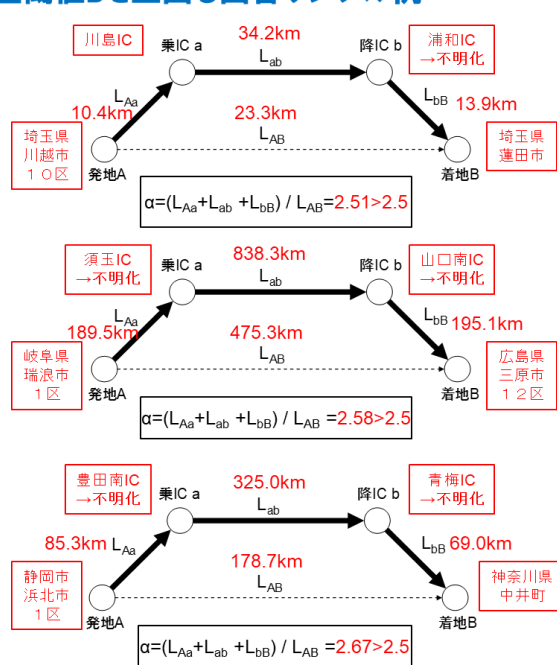 川島IC
乗IC a
34.2km
Lab
降IC b
浦和IC
→不明化
LAa
10.4km
23.3km
LAB
LbB
13.9km
埼玉県
川越市
１０区
発地A
着地B
埼玉県
蓮田市
α=(LAa+Lab +LbB) / LAB=2.51>2.5
須玉IC
→不明化
乗IC a
838.3km
Lab
降IC b
山口南IC
→不明化
LAa
189.5km
475.3km
LAB
LbB
195.1km
岐阜県
瑞浪市
１区
発地A
着地B
広島県
三原市
１２区
α=(LAa+Lab +LbB) / LAB =2.58>2.5
豊田南IC
→不明化
乗IC a
325.0km
Lab
降IC b
青梅IC
→不明化
85.3km
LAa
178.7km
LAB
LbB
69.0km
静岡市
浜北市
１区
発地A
着地B
神奈川県
中井町
α=(LAa+Lab +LbB) / LAB =2.67>2.5